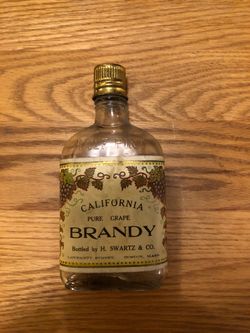 CALIFORNIA
PURE GRAPE
BRANDY
Bottled by H. SWARTZ & CO.
BOSTON, MASS.